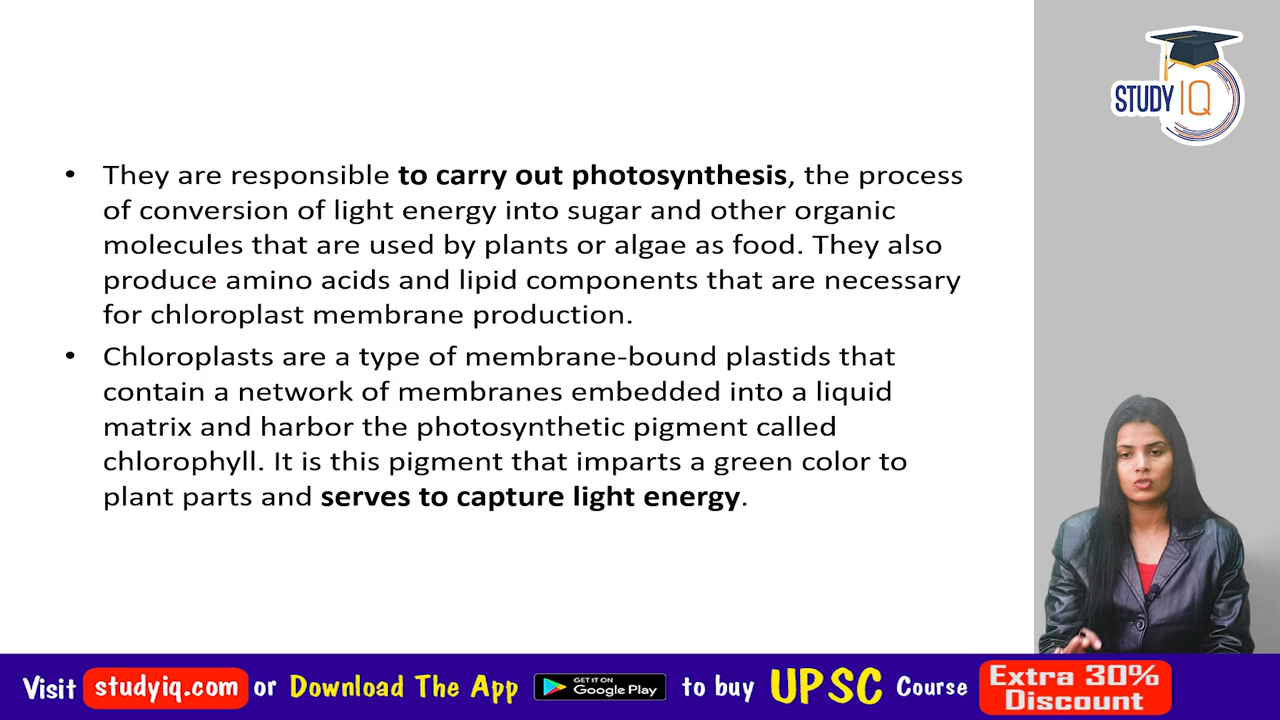 STUDY IQ
• They are responsible to carry out photosynthesis, the process
of conversion of light energy into sugar and other organic
molecules that are used by plants or algae as food. They also
produce amino acids and lipid components that are necessary
for chloroplast membrane production.
• Chloroplasts are a type of membrane-bound plastids that
contain a network of membranes embedded into a liquid
matrix and harbor the photosynthetic pigment called
chlorophyll. It is this pigment that imparts a green color to
plant parts and serves to capture light energy.
Visit studyiq.com or Download The App GET IT ON Google Play to buy UPSC Course Extra 30% Discount